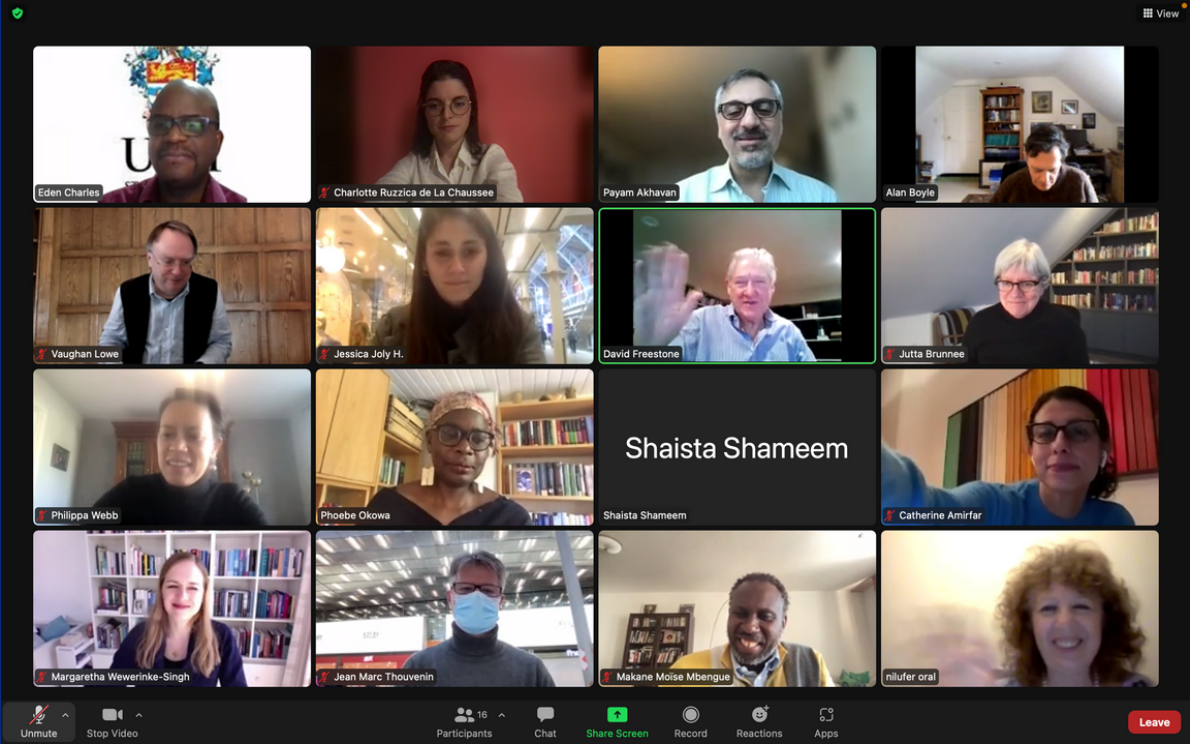 View
U
Eden Charles
Charlotte Ruzzica de La Chaussee
Payam Akhavan
Alan Boyle
Vaughan Lowe
Jessica Joly H.
David Freestone
Jutta Brunnee
Philippa Webb
Phoebe Okowa
Shaista Shameem
Shaista Shameem
Catherine Amirfar
Margaretha Wewerinke-Singh
Jean Marc Thouvenin
Makane Moïse Mbengue
nilufer oral
Unmute
Stop Video
16
Participants
Chat
Share Screen
Record
Reactions
Apps
Leave